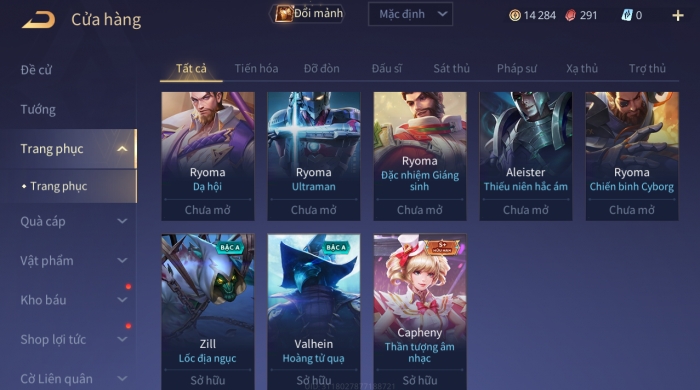 Cửa hàng
Đổi mảnh
Mặc định
14 284
291
0
Đề cử
Tướng
Trang phục
Trang phục
Quà cáp
Vật phẩm
Kho báu
Shop lợi tức
Cờ Liên quân
Tất cả
Tiến hóa
Đỡ đòn
Đấu sĩ
Sát thủ
Pháp sư
Xạ thủ
Trợ thủ
Ryoma
Dạ hội
Chưa mở
Ryoma
Ultraman
Chưa mở
Ryoma
Đặc nhiệm Giáng
sinh
Chưa mở
Aleister
Thiếu niên hắc ám
Chưa mở
Ryoma
Chiến binh Cyborg
Chưa mở
BẬC A
Zill
Lốc địa ngục
Sở hữu
BẬC A
Valhein
Hoàng tử quạ
Sở hữu
S+
HỮU HẠN
Capheny
Thần tượng âm
nhạc
Sở hữu